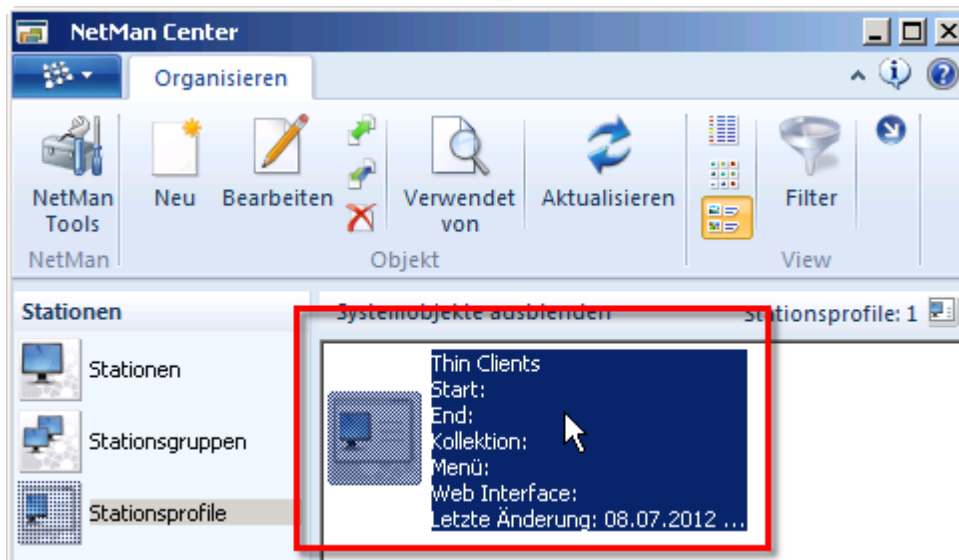 NetMan Center
Organisieren
NetMan Tools
Neu
Bearbeiten
Verwendet von
Aktualisieren
Filter
NetMan
Objekt
View
Stationen
Systemobjekte ausblenden
Stationsprofile: 1
Stationen
Stationsgruppen
Stationsprofile
Thin Clients
Start:
End:
Kollektion:
Menü:
Web Interface:
Letzte Änderung: 08.07.2012 ...